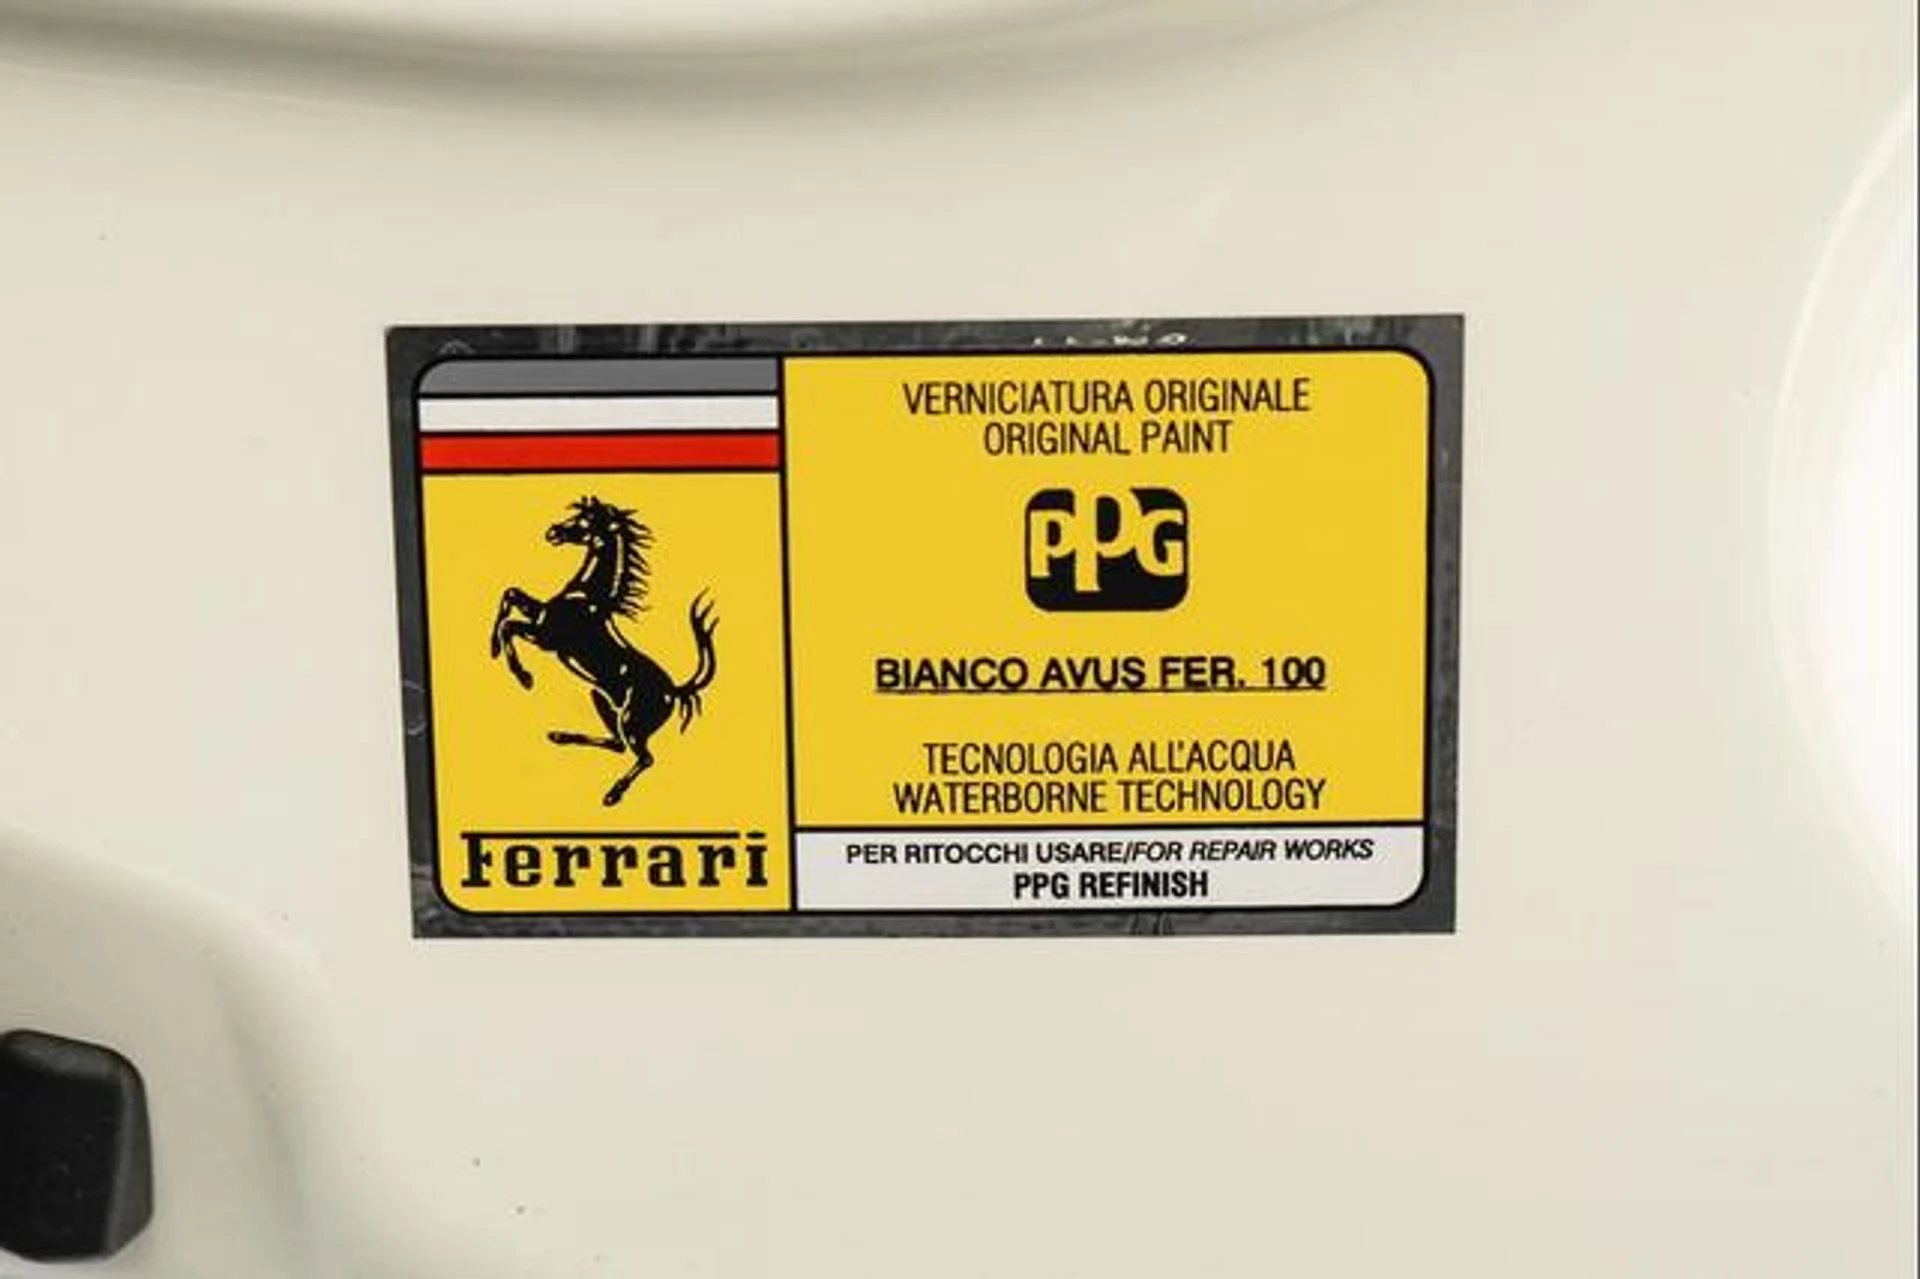 VERNICIATURA ORIGINALE
ORIGINAL PAINT
PPG
BIANCO AVUS FER. 100
TECNOLOGIA ALL'ACQUA
WATERBORNE TECHNOLOGY
Ferrari
PER RITOCCHI USARE/FOR REPAIR WORKS
PPG REFINISH